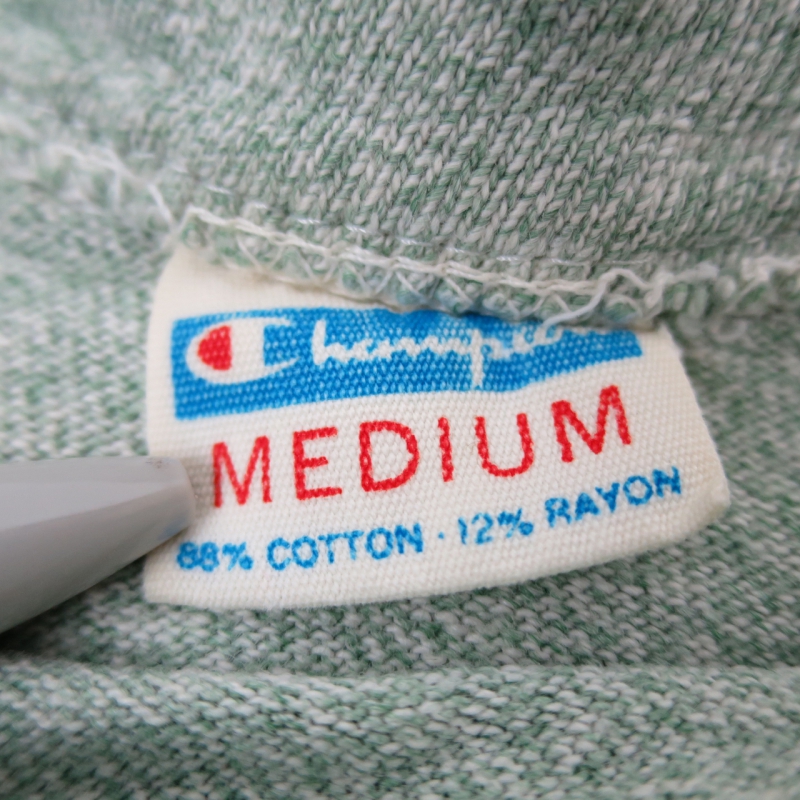 Champion
MEDIUM
88% COTTON · 12% RAYON